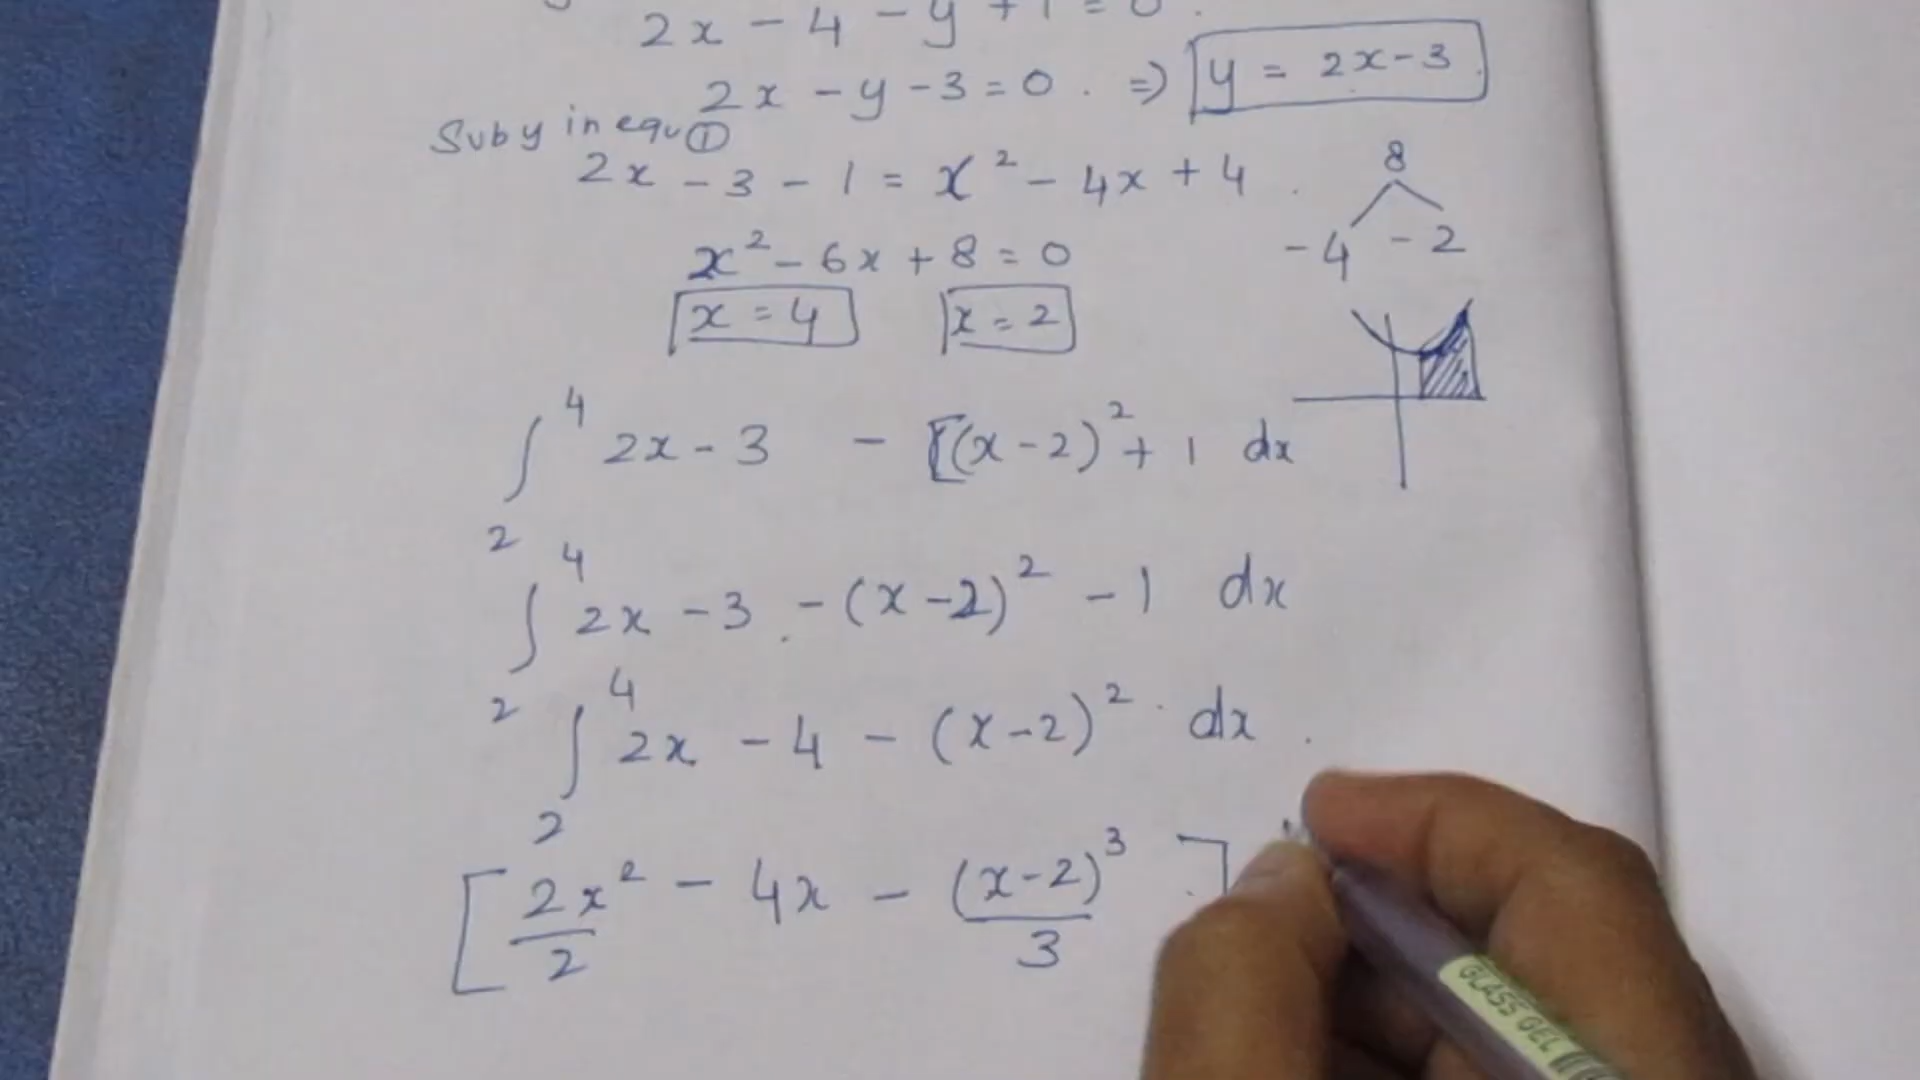 2x - 4 - y + 1 = 0.
2x - y - 3 = 0. ⇒ y = 2x - 3.
Sub y in equ ①
2x - 3 - 1 = x² - 4x + 4.
8
-4 -2
x² - 6x + 8 = 0
x = 4 x = 2
∫₂⁴ 2x - 3 - [(x-2)² + 1 dx
∫₂⁴ 2x - 3 - (x-2)² - 1 dx
∫₂⁴ 2x - 4 - (x-2)² dx.
[2x²/2 - 4x - (x-2)³/3]
GLASS GEL